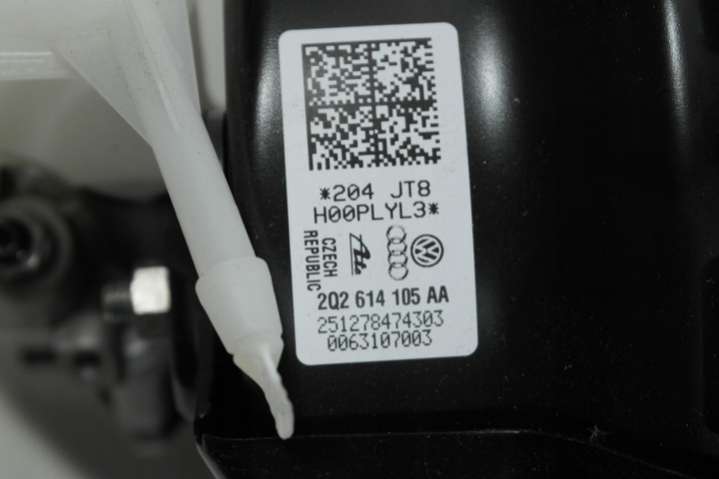 *204 JT8
H00PLYL3*
CZECH
REPUBLIC
2Q2 614 105 AA
251278474303
0063107003